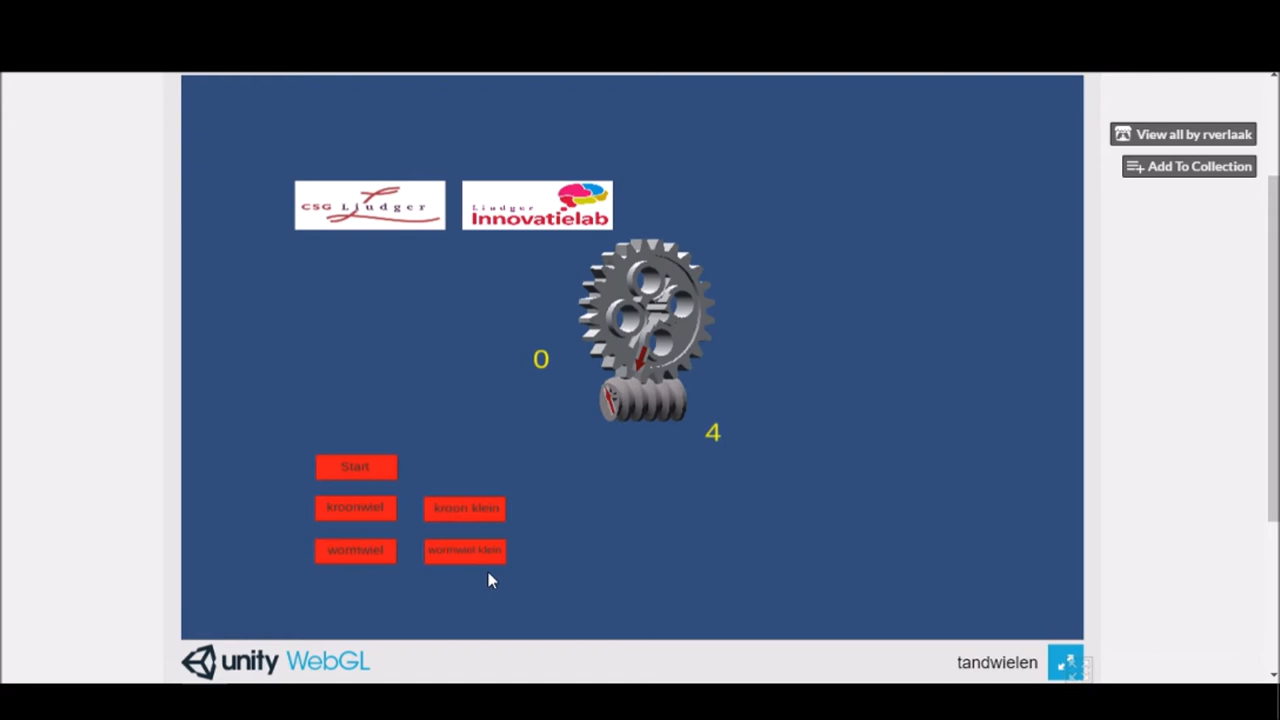 View all by rverlaak
Add To Collection
CSG Liudger
Liudger
Innovatielab
0
4
Start
kroonwiel
kroon klein
wormwiel
wormwiel klein
unity WebGL
tandwielen